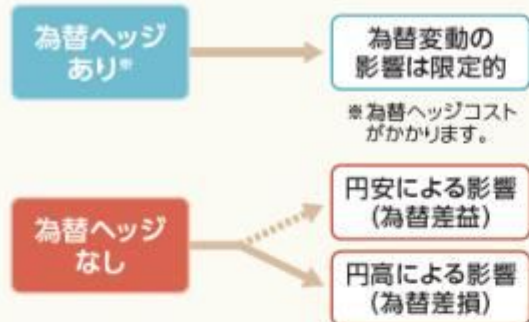 為替ヘッジ
あり※
為替変動の
影響は限定的
※為替ヘッジコスト
がかかります。
為替ヘッジ
なし
円安による影響
(為替差益)
円高による影響
(為替差損)